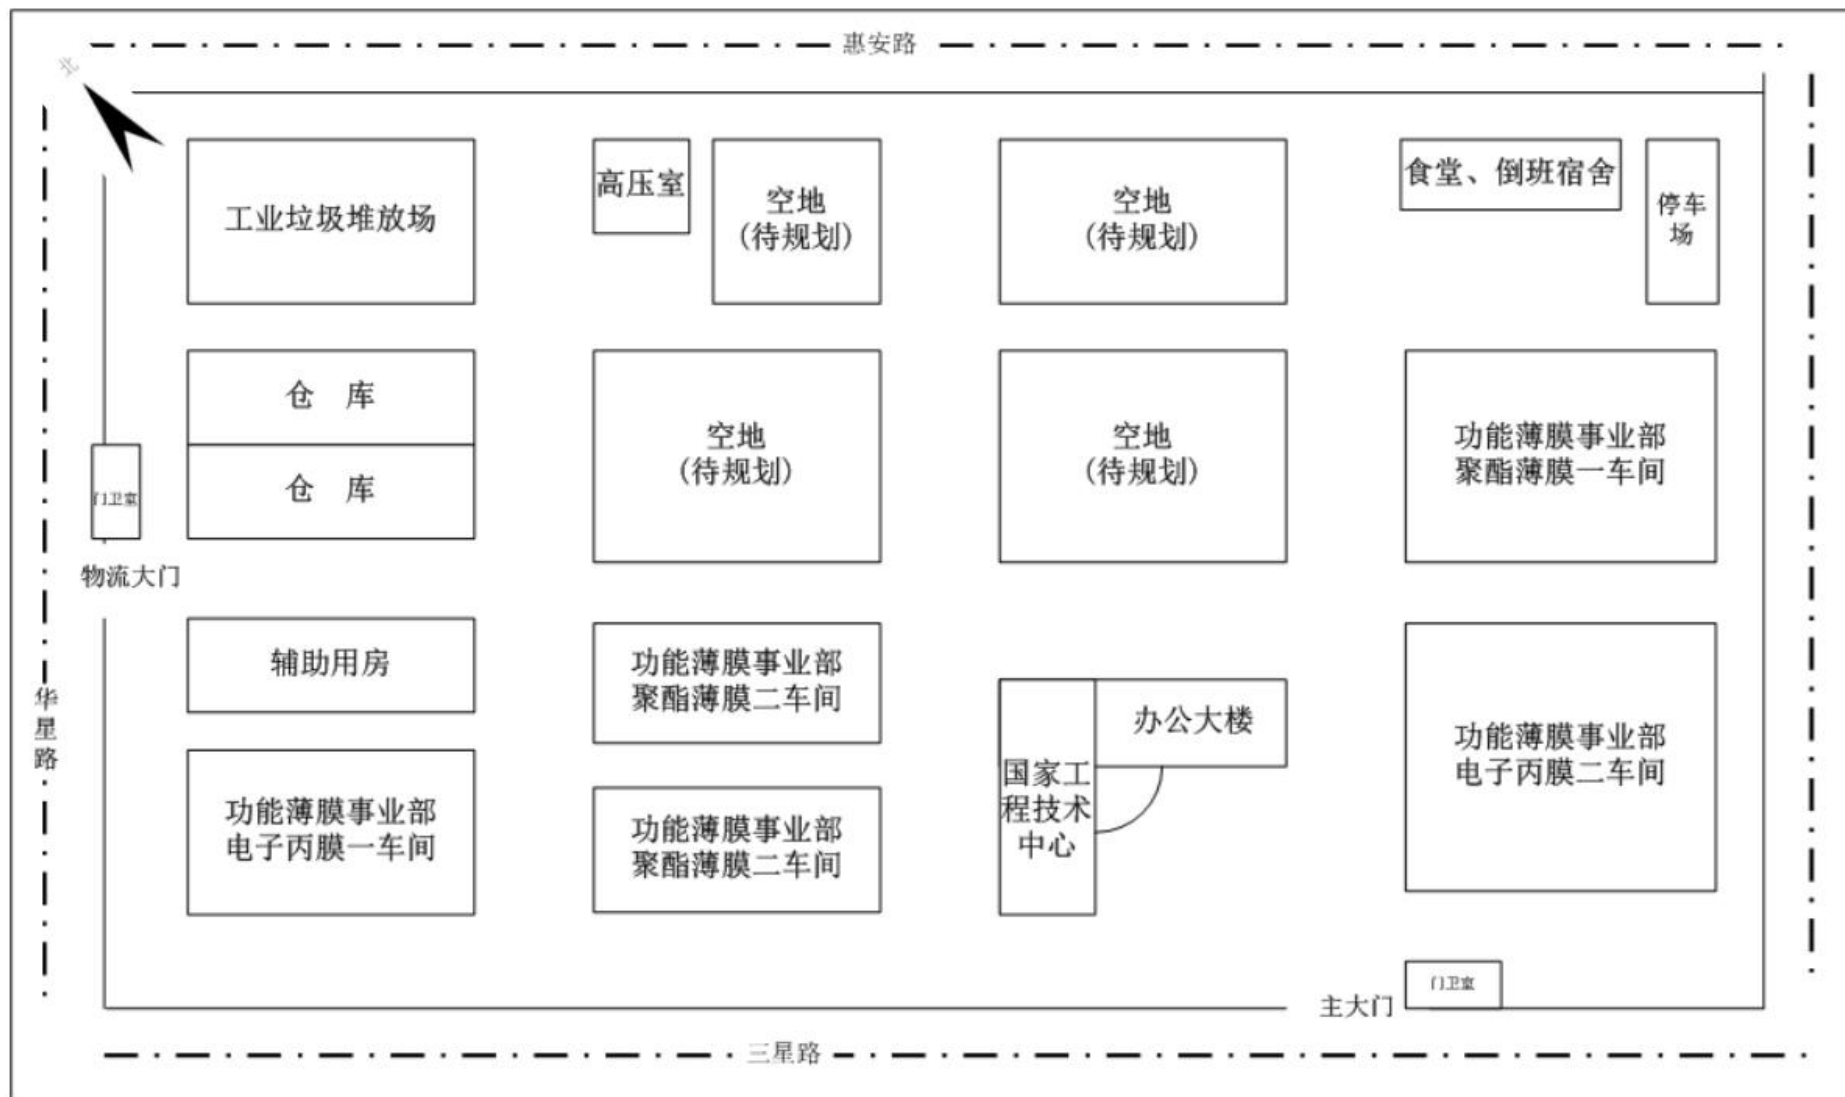 惠安路
北
工业垃圾堆放场
高压室
空地
(待规划)
空地
(待规划)
食堂、倒班宿舍
停车
场
仓 库
仓 库
门卫室
物流大门
空地
(待规划)
空地
(待规划)
功能薄膜事业部
聚酯薄膜一车间
辅助用房
功能薄膜事业部
聚酯薄膜二车间
办公大楼
国家工
程技术
中心
功能薄膜事业部
电子丙膜二车间
华
星
路
功能薄膜事业部
电子丙膜一车间
功能薄膜事业部
聚酯薄膜二车间
门卫室
主大门
三星路